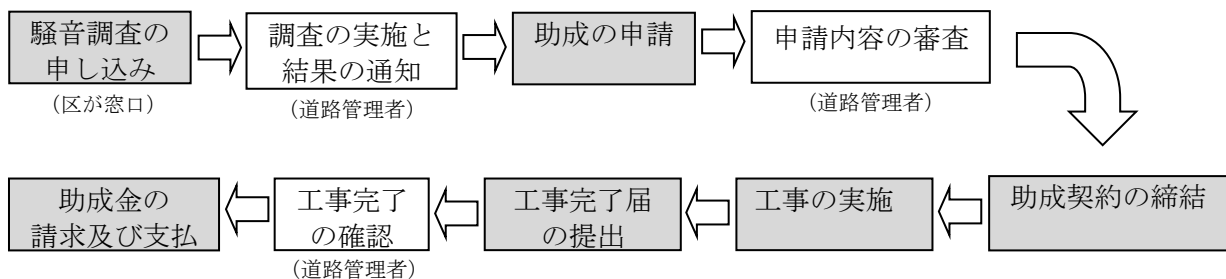 騒音調査の
申し込み
（区が窓口）
調査の実施と
結果の通知
（道路管理者）
助成の申請
申請内容の審査
（道路管理者）
助成契約の締結
工事の実施
工事完了届
の提出
工事完了
の確認
（道路管理者）
助成金の
請求及び支払